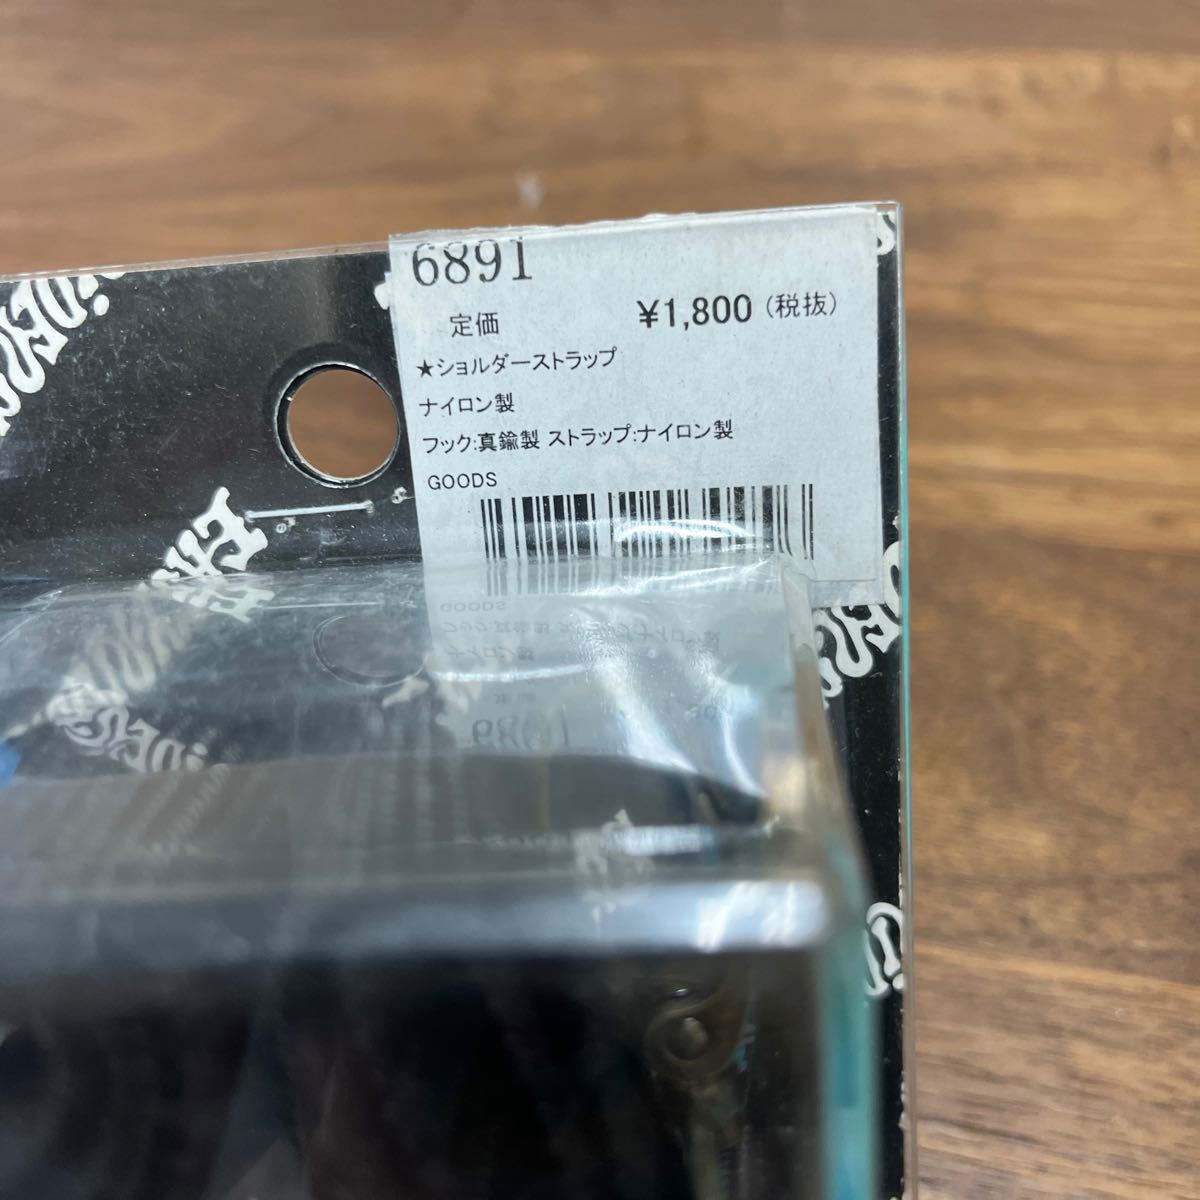 6891
定価 ¥1,800（税抜）
★ショルダーストラップ
ナイロン製
フック:真鍮製 ストラップ:ナイロン製
GOODS